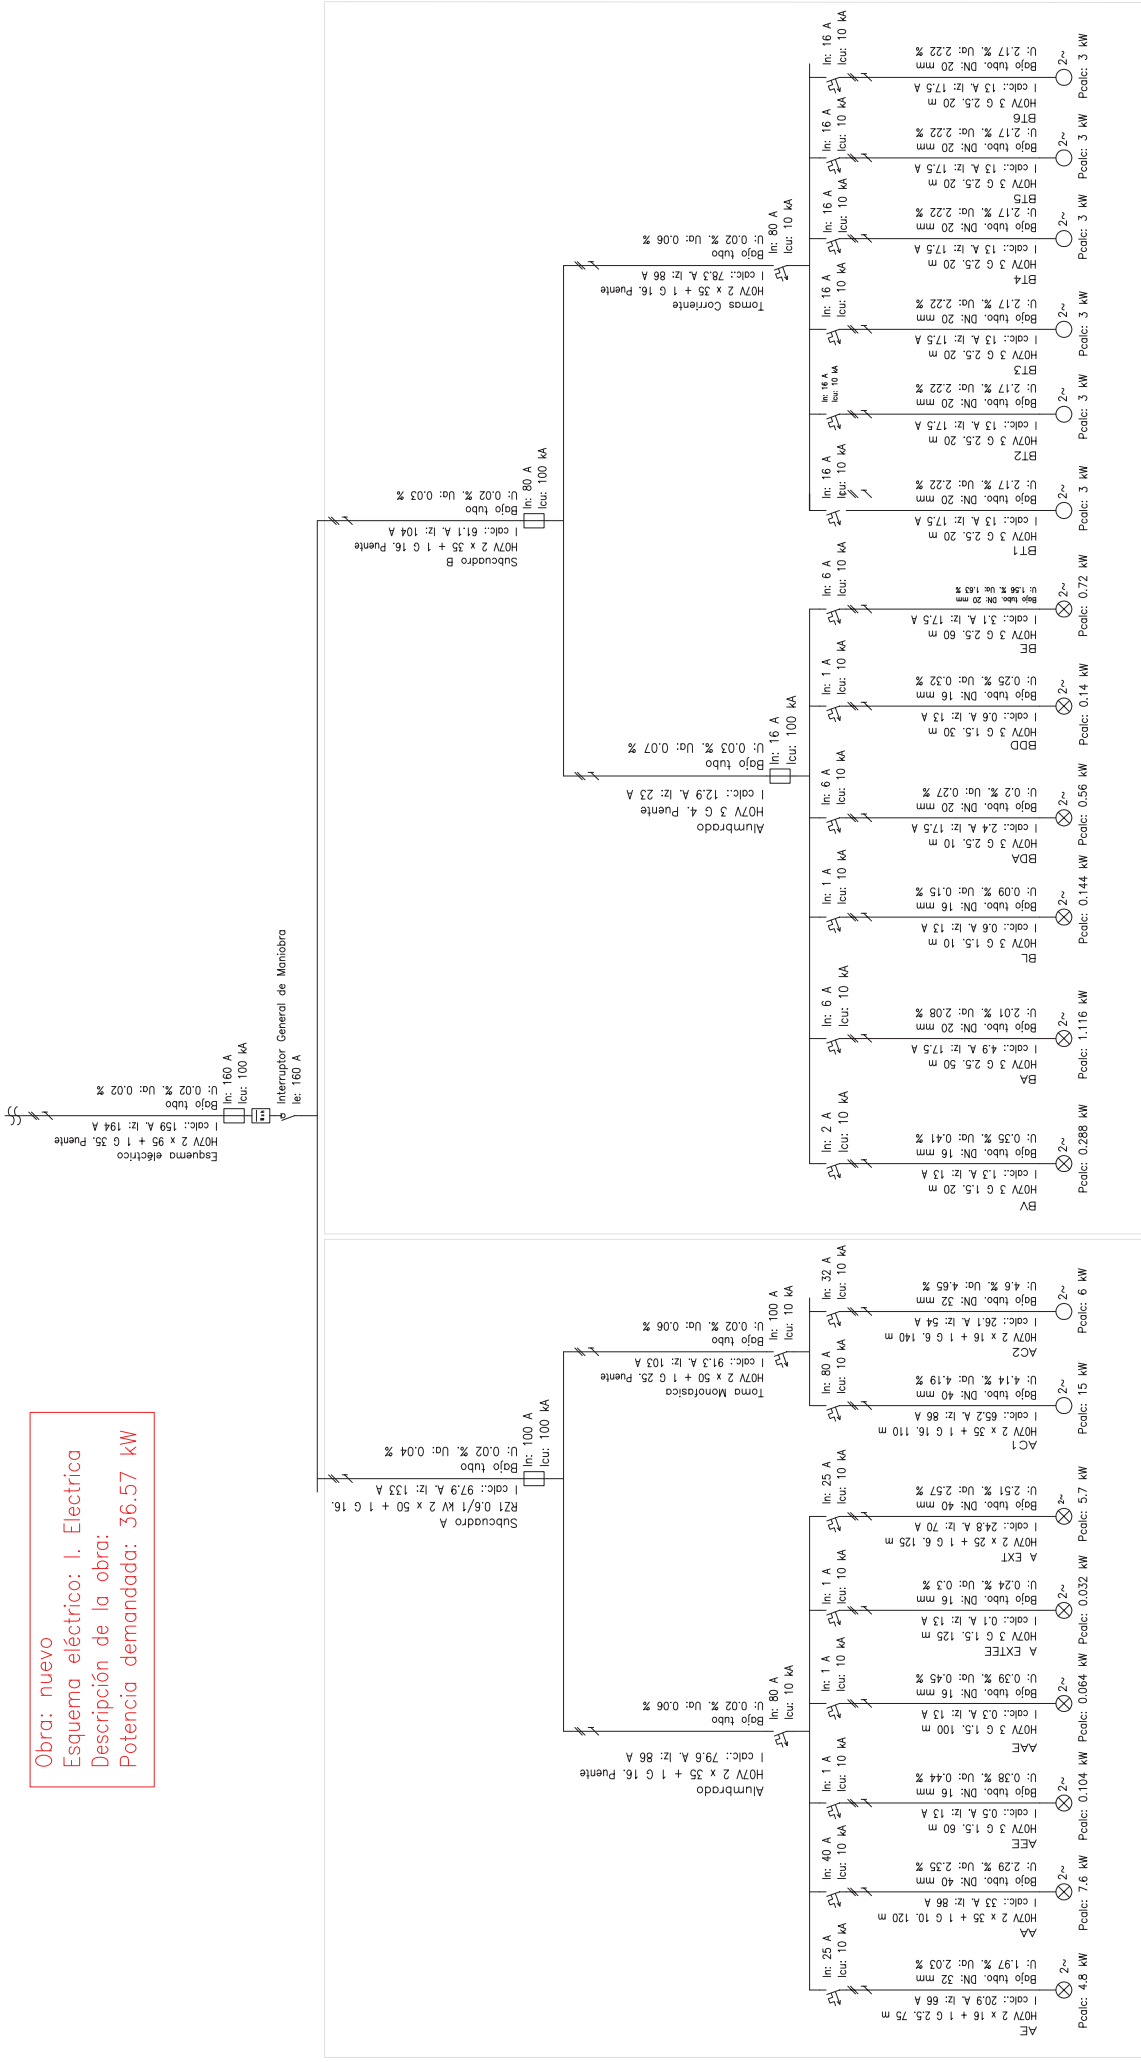 Obra: nuevo
Esquema eléctrico: I. Electrica
Descripción de la obra:
Potencia demandada: 36.57 kW
Esquema eléctrico
H07V 2 x 95 + 1 G 35. Puente
I calc.: 159 A. Iz: 194 A
Bajo tubo
U: 0.02 %. Ua: 0.02 %
In: 160 A
Icu: 100 kA
Interruptor General de Maniobra
Ie: 160 A
Subcuadro A
RZ1 0.6/1 kV 2 x 50 + 1 G 16.
I calc.: 97.9 A. Iz: 133 A
Bajo tubo
U: 0.02 %. Ua: 0.04 %
In: 100 A
Icu: 100 kA
Alumbrado
H07V 2 x 35 + 1 G 16. Puente
I calc.: 79.6 A. Iz: 86 A
Bajo tubo
U: 0.02 %. Ua: 0.06 %
In: 80 A
Icu: 10 kA
In: 25 A
Icu: 10 kA
AE
H07V 2 x 16 + 1 G 2.5. 75 m
I calc.: 20.9 A. Iz: 66 A
Bajo tubo. DN: 32 mm
U: 1.97 %. Ua: 2.03 %
2~
Pcalc: 4.8 kW
In: 40 A
Icu: 10 kA
AA
H07V 2 x 35 + 1 G 10. 120 m
I calc.: 33 A. Iz: 86 A
Bajo tubo. DN: 40 mm
U: 2.29 %. Ua: 2.35 %
2~
Pcalc: 7.6 kW
In: 1 A
Icu: 10 kA
AEE
H07V 3 G 1.5. 60 m
I calc.: 0.5 A. Iz: 13 A
Bajo tubo. DN: 16 mm
U: 0.38 %. Ua: 0.44 %
2~
Pcalc: 0.104 kW
In: 1 A
Icu: 10 kA
AAE
H07V 3 G 1.5. 100 m
I calc.: 0.3 A. Iz: 13 A
Bajo tubo. DN: 16 mm
U: 0.39 %. Ua: 0.45 %
2~
Pcalc: 0.064 kW
In: 1 A
Icu: 10 kA
A EXTEE
H07V 3 G 1.5. 125 m
I calc.: 0.1 A. Iz: 13 A
Bajo tubo. DN: 16 mm
U: 0.24 %. Ua: 0.3 %
2~
Pcalc: 0.032 kW
In: 25 A
Icu: 10 kA
A EXT
H07V 2 x 25 + 1 G 6. 125 m
I calc.: 24.8 A. Iz: 70 A
Bajo tubo. DN: 40 mm
U: 2.51 %. Ua: 2.57 %
2~
Pcalc: 5.7 kW
Toma Monofasica
H07V 2 x 50 + 1 G 25. Puente
I calc.: 91.3 A. Iz: 103 A
Bajo tubo
U: 0.02 %. Ua: 0.06 %
In: 100 A
Icu: 10 kA
In: 80 A
Icu: 10 kA
AC1
H07V 2 x 35 + 1 G 16. 110 m
I calc.: 65.2 A. Iz: 86 A
Bajo tubo. DN: 40 mm
U: 4.14 %. Ua: 4.19 %
2~
Pcalc: 15 kW
In: 32 A
Icu: 10 kA
AC2
H07V 2 x 16 + 1 G 6. 140 m
I calc.: 26.1 A. Iz: 54 A
Bajo tubo. DN: 32 mm
U: 4.6 %. Ua: 4.65 %
2~
Pcalc: 6 kW
Subcuadro B
H07V 2 x 35 + 1 G 16. Puente
I calc.: 61.1 A. Iz: 104 A
Bajo tubo
U: 0.02 %. Ua: 0.03 %
In: 80 A
Icu: 100 kA
Alumbrado
H07V 3 G 4. Puente
I calc.: 12.9 A. Iz: 23 A
Bajo tubo
U: 0.03 %. Ua: 0.07 %
In: 16 A
Icu: 100 kA
In: 2 A
Icu: 10 kA
BV
H07V 3 G 1.5. 20 m
I calc.: 1.3 A. Iz: 13 A
Bajo tubo. DN: 16 mm
U: 0.35 %. Ua: 0.41 %
2~
Pcalc: 0.288 kW
In: 6 A
Icu: 10 kA
BA
H07V 3 G 2.5. 50 m
I calc.: 4.9 A. Iz: 17.5 A
Bajo tubo. DN: 20 mm
U: 2.01 %. Ua: 2.08 %
2~
Pcalc: 1.116 kW
In: 1 A
Icu: 10 kA
BL
H07V 3 G 1.5. 10 m
I calc.: 0.6 A. Iz: 13 A
Bajo tubo. DN: 16 mm
U: 0.09 %. Ua: 0.15 %
2~
Pcalc: 0.144 kW
In: 6 A
Icu: 10 kA
BDA
H07V 3 G 2.5. 10 m
I calc.: 2.4 A. Iz: 17.5 A
Bajo tubo. DN: 20 mm
U: 0.2 %. Ua: 0.27 %
2~
Pcalc: 0.56 kW
In: 1 A
Icu: 10 kA
BDD
H07V 3 G 1.5. 30 m
I calc.: 0.6 A. Iz: 13 A
Bajo tubo. DN: 16 mm
U: 0.25 %. Ua: 0.32 %
2~
Pcalc: 0.14 kW
In: 6 A
Icu: 10 kA
BE
H07V 3 G 2.5. 60 m
I calc.: 3.1 A. Iz: 17.5 A
Bajo tubo. DN: 20 mm
U: 1.56 %. Ua: 1.63 %
2~
Pcalc: 0.72 kW
Tomas Corriente
H07V 2 x 35 + 1 G 16. Puente
I calc.: 78.3 A. Iz: 86 A
Bajo tubo
U: 0.02 %. Ua: 0.06 %
In: 80 A
Icu: 10 kA
In: 16 A
Icu: 10 kA
BT1
H07V 3 G 2.5. 20 m
I calc.: 13 A. Iz: 17.5 A
Bajo tubo. DN: 20 mm
U: 2.17 %. Ua: 2.22 %
2~
Pcalc: 3 kW
In: 16 A
Icu: 10 kA
BT2
H07V 3 G 2.5. 20 m
I calc.: 13 A. Iz: 17.5 A
Bajo tubo. DN: 20 mm
U: 2.17 %. Ua: 2.22 %
2~
Pcalc: 3 kW
In: 16 A
Icu: 10 kA
BT3
H07V 3 G 2.5. 20 m
I calc.: 13 A. Iz: 17.5 A
Bajo tubo. DN: 20 mm
U: 2.17 %. Ua: 2.22 %
2~
Pcalc: 3 kW
In: 16 A
Icu: 10 kA
BT4
H07V 3 G 2.5. 20 m
I calc.: 13 A. Iz: 17.5 A
Bajo tubo. DN: 20 mm
U: 2.17 %. Ua: 2.22 %
2~
Pcalc: 3 kW
In: 16 A
Icu: 10 kA
BT5
H07V 3 G 2.5. 20 m
I calc.: 13 A. Iz: 17.5 A
Bajo tubo. DN: 20 mm
U: 2.17 %. Ua: 2.22 %
2~
Pcalc: 3 kW
In: 16 A
Icu: 10 kA
BT6
H07V 3 G 2.5. 20 m
I calc.: 13 A. Iz: 17.5 A
Bajo tubo. DN: 20 mm
U: 2.17 %. Ua: 2.22 %
2~
Pcalc: 3 kW